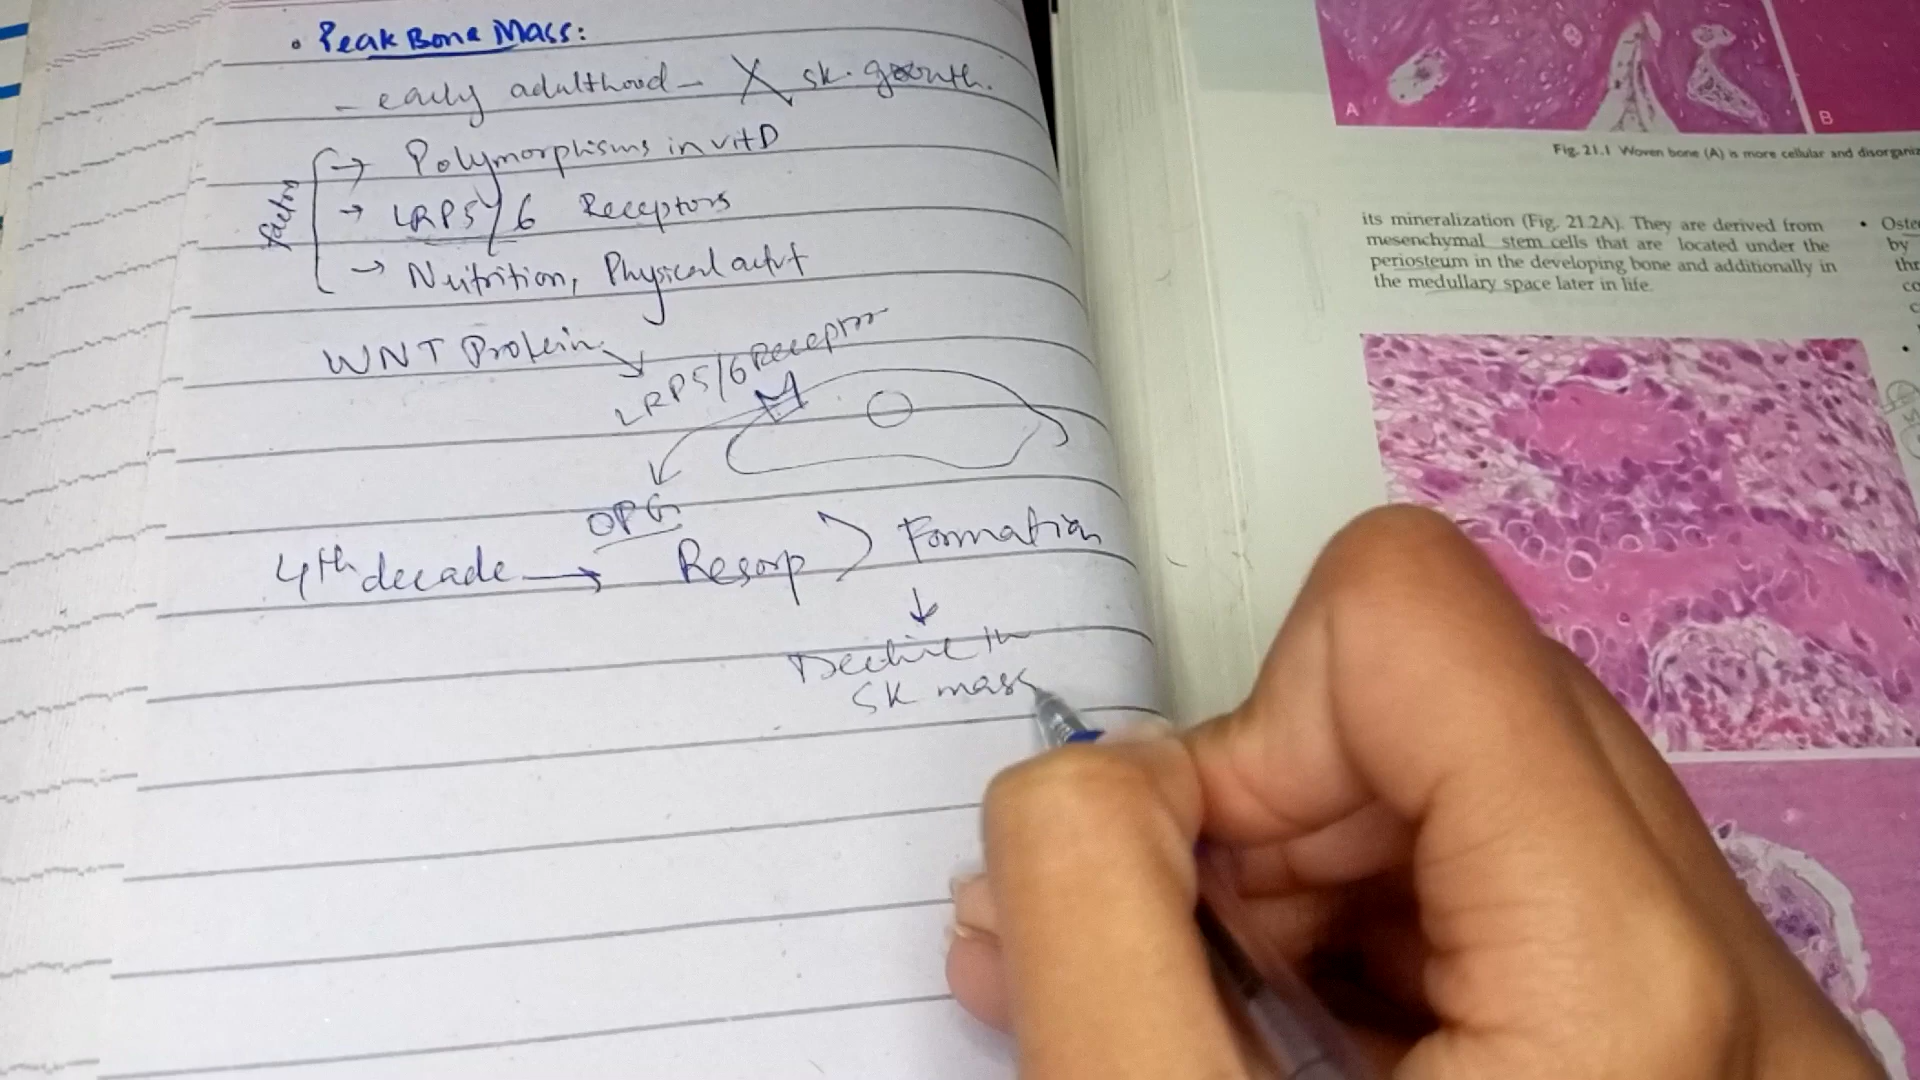 • Peak Bone Mass:
- early adulthood - X sk. growth.
factors
→ Polymorphisms in vit D
→ LRP5/6 Receptors
→ Nutrition, Physical
WNT Protein →
LRP5/6 Receptor
OPG
4th decade → Resorp > Formation
↓
Decline in
SK mass
A
B
Fig. 21.1 Woven bone (A) is more cellular and
its mineralization (Fig. 21.2A). They are derived from
mesenchymal stem cells that are located under the
periosteum in the developing bone and additionally in
the medullary space later in life.
•
by